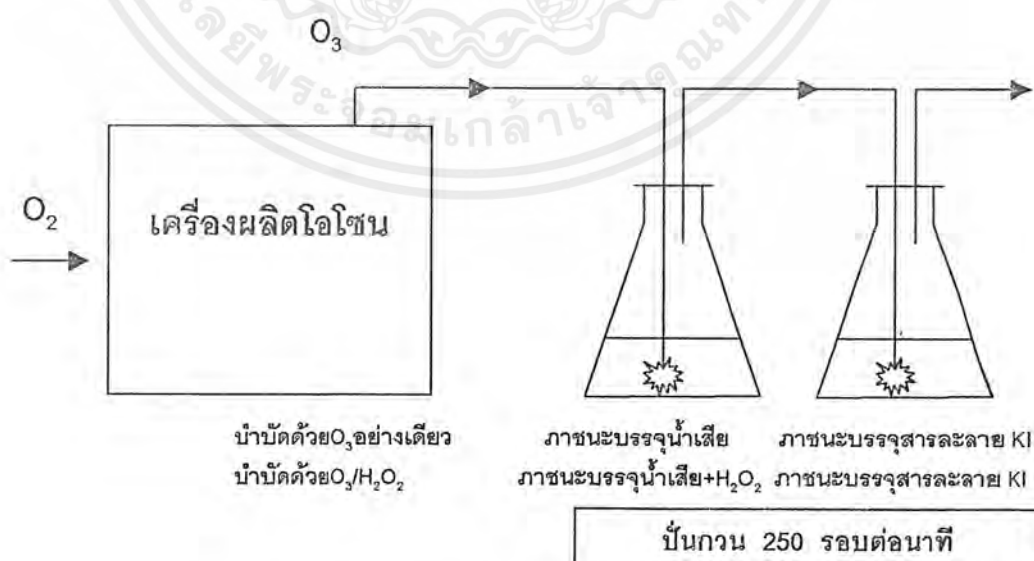 O₃
O₂
เครื่องผลิตโอโซน
บำบัดด้วยO₃อย่างเดียว ภาชนะบรรจุน้ำเสีย ภาชนะบรรจุสารละลาย KI
บำบัดด้วยO₃/H₂O₂ ภาชนะบรรจุน้ำเสีย+H₂O₂ ภาชนะบรรจุสารละลาย KI
ปั่นกวน 250 รอบต่อนาที